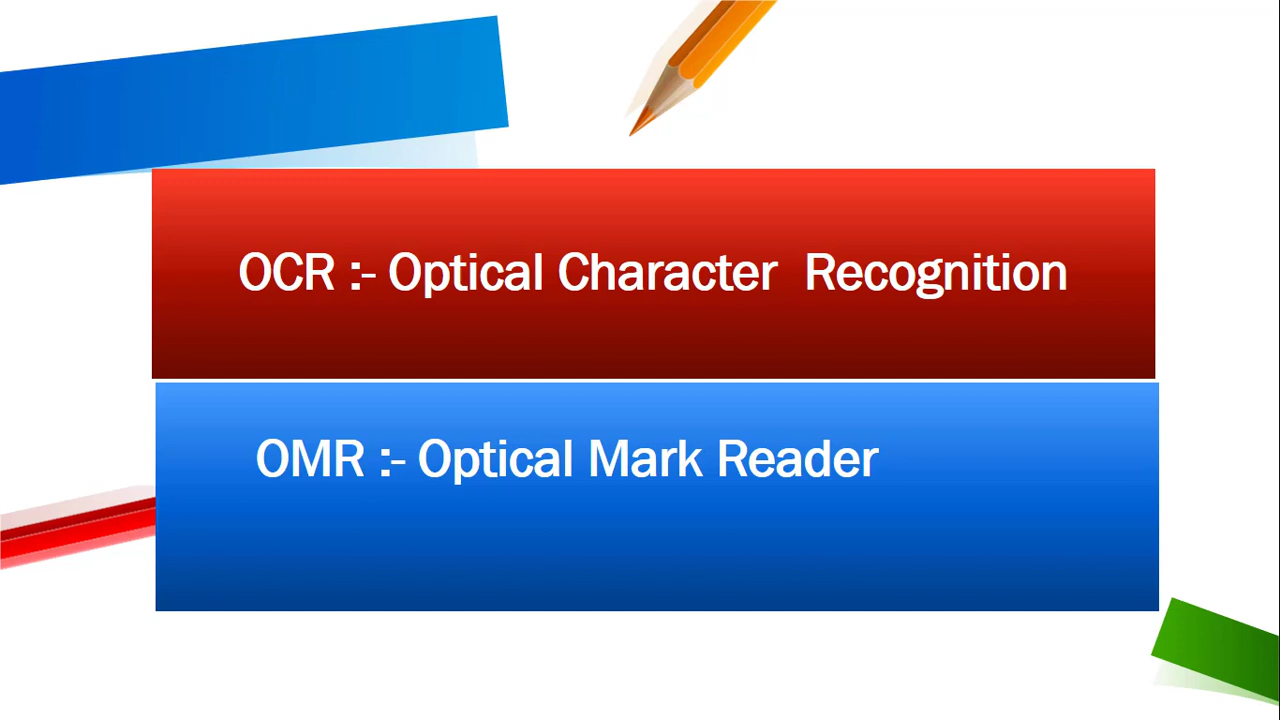 OCR :- Optical Character  Recognition
OMR :- Optical Mark Reader